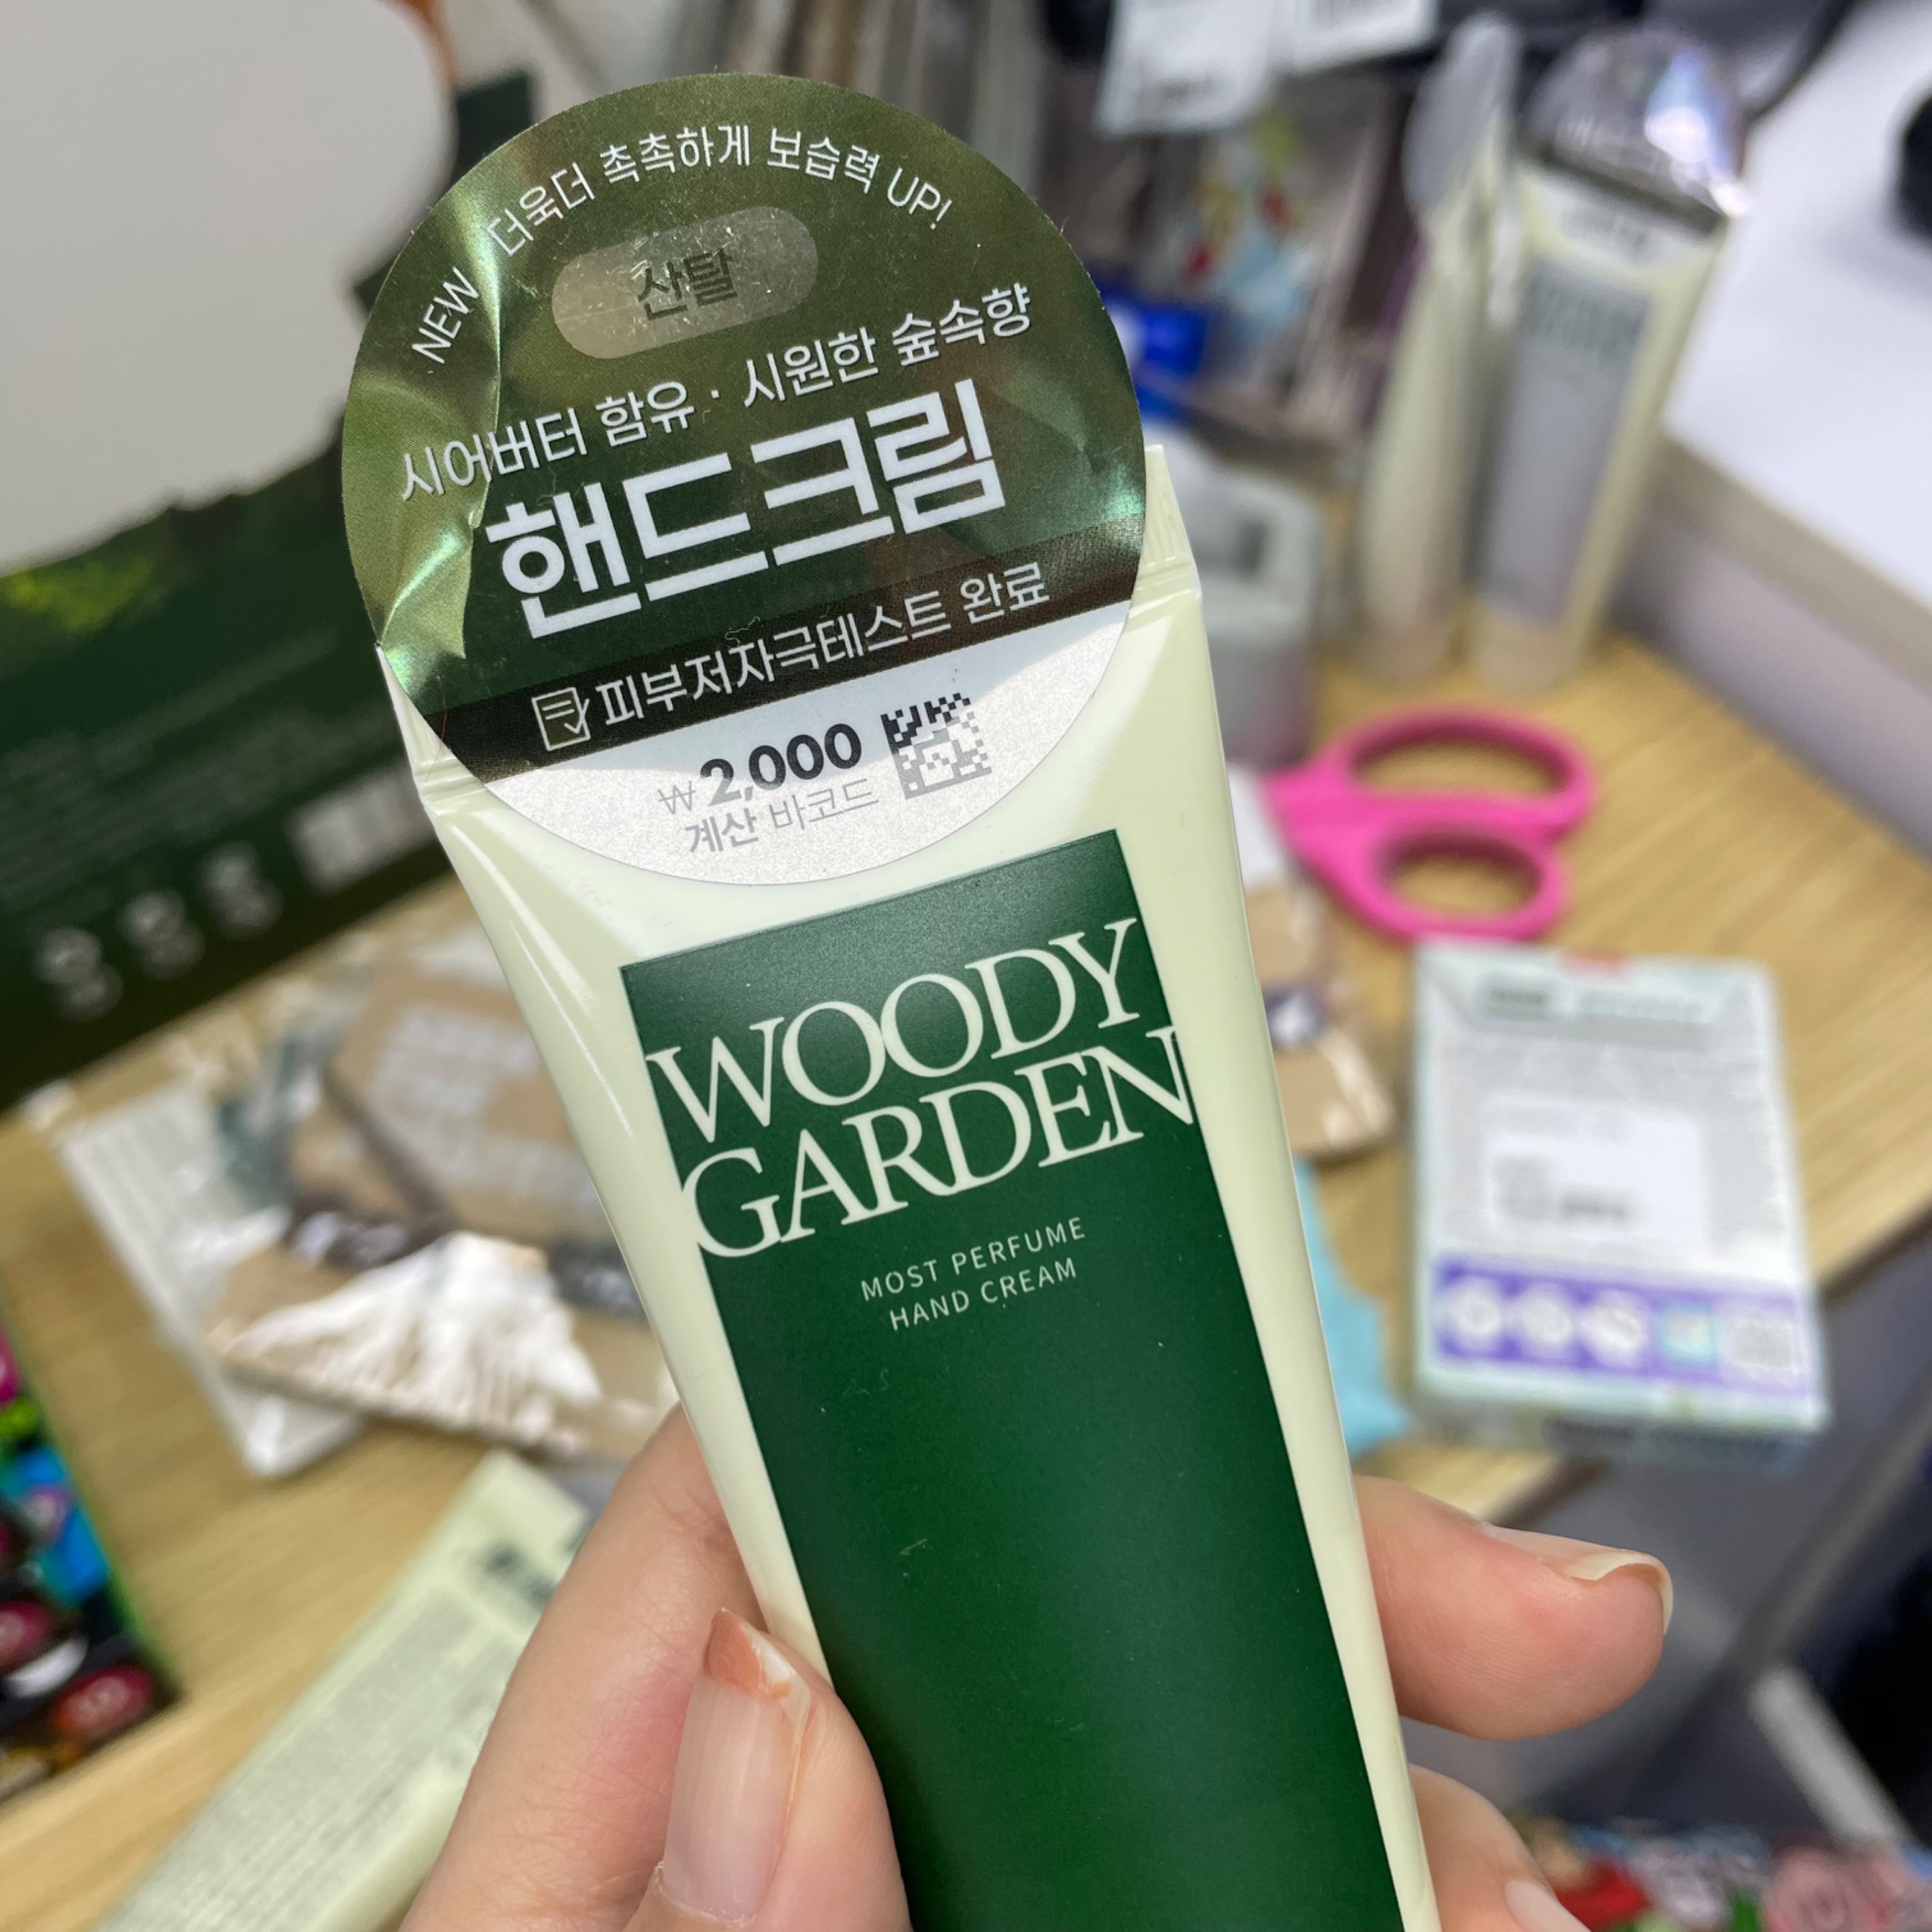 NEW 더욱더 촉촉하게 보습력 UP!
산탈
시어버터 함유 · 시원한 숲속향
핸드크림
피부저자극테스트 완료
₩ 2,000
계산 바코드
WOODY
GARDEN
MOST PERFUME
HAND CREAM